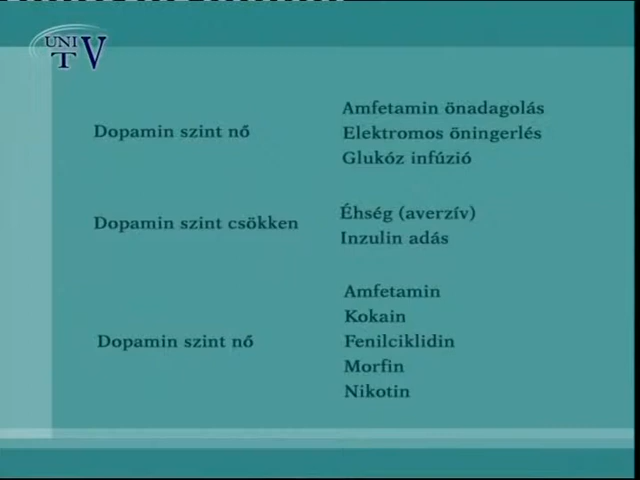 UNI
TV
Dopamin szint nő
Amfetamin önadagolás
Elektromos öningerlés
Glukóz infúzió
Dopamin szint csökken
Éhség (averzív)
Inzulin adás
Dopamin szint nő
Amfetamin
Kokain
Fenilciklidin
Morfin
Nikotin